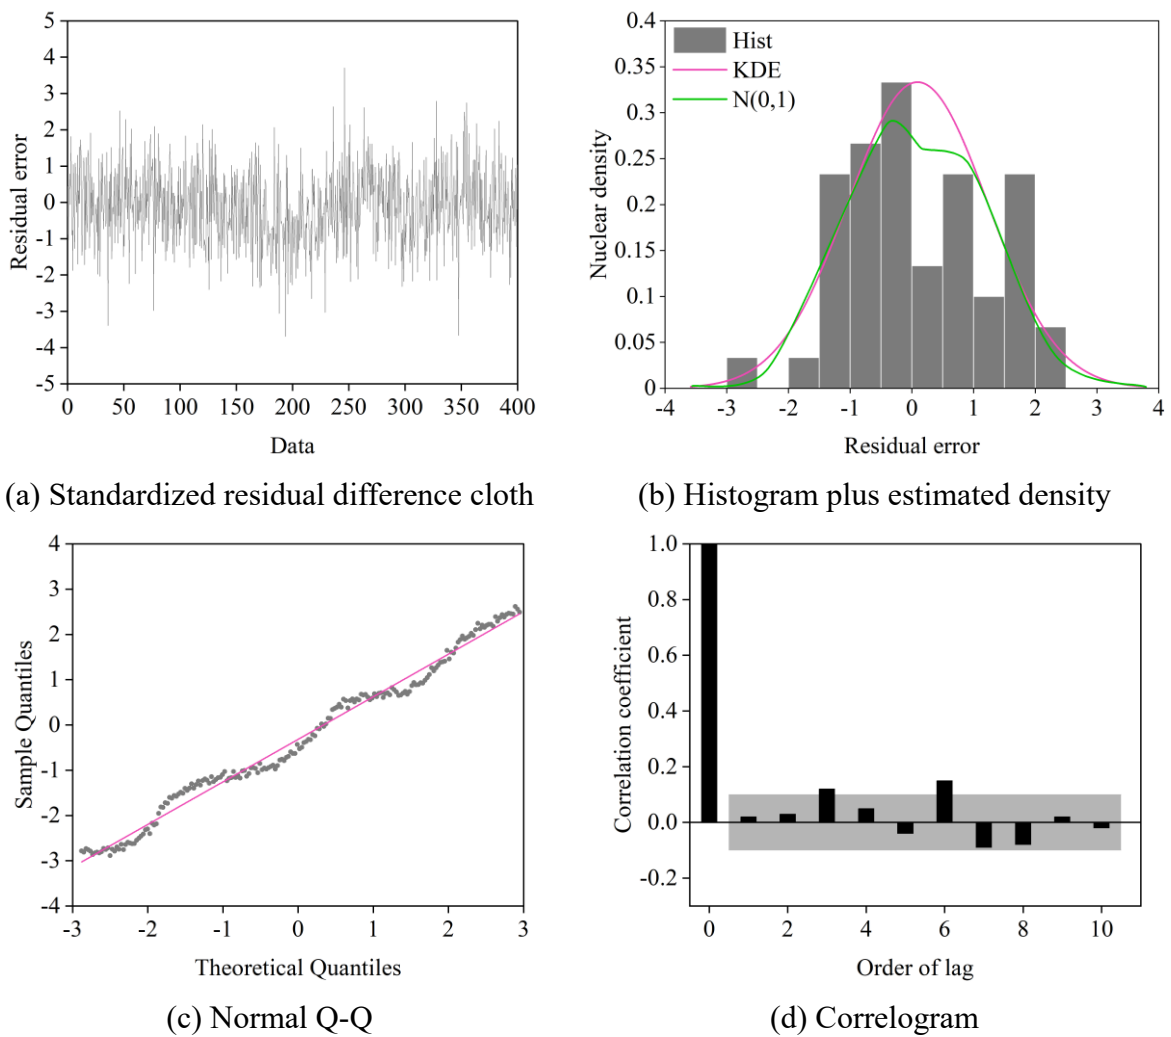 5
4
3
2
1
0
-1
-2
-3
-4
-5
Residual error
0 50 100 150 200 250 300 350 400
Data
(a) Standardized residual difference cloth
0.4
0.35
0.3
0.25
0.2
0.15
0.1
0.05
0
Nuclear density
Hist
KDE
N(0,1)
-4 -3 -2 -1 0 1 2 3 4
Residual error
(b) Histogram plus estimated density
4
3
2
1
0
-1
-2
-3
-4
Sample Quantiles
-3 -2 -1 0 1 2 3
Theoretical Quantiles
(c) Normal Q-Q
1.0
0.8
0.6
0.4
0.2
0.0
-0.2
Correlation coefficient
0 2 4 6 8 10
Order of lag
(d) Correlogram